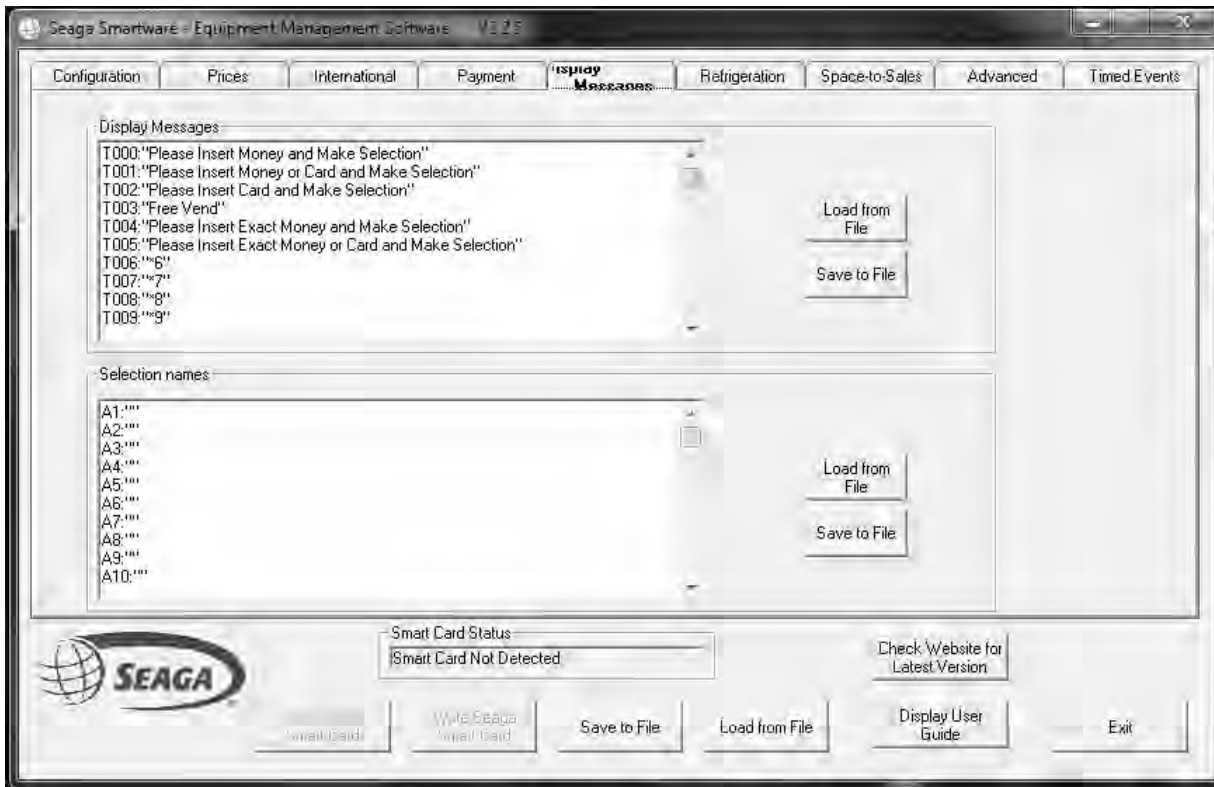 Seaga Smartware - Equipment Management Software
Configuration
Prices
International
Payment
Display
Messages
Refrigeration
Space-to-Sales
Advanced
Timed Events
Display Messages
T000:"Please Insert Money and Make Selection"
T001:"Please Insert Money or Card and Make Selection"
T002:"Please Insert Card and Make Selection"
T003:"Free Vend"
T004:"Please Insert Exact Money and Make Selection"
T005:"Please Insert Exact Money or Card and Make Selection"
T006:"*6"
T007:"*7"
T008:"*8"
T009:"*9"
Load from
File
Save to File
Selection names
A1:""
A2:""
A3:""
A4:""
A5:""
A6:""
A7:""
A8:""
A9:""
A10:""
Load from
File
Save to File
SEAGA
Smart Card Status
Smart Card Not Detected
Check Website for
Latest Version
Smart Card
Write Seaga
Smart Card
Save to File
Load from File
Display User
Guide
Exit